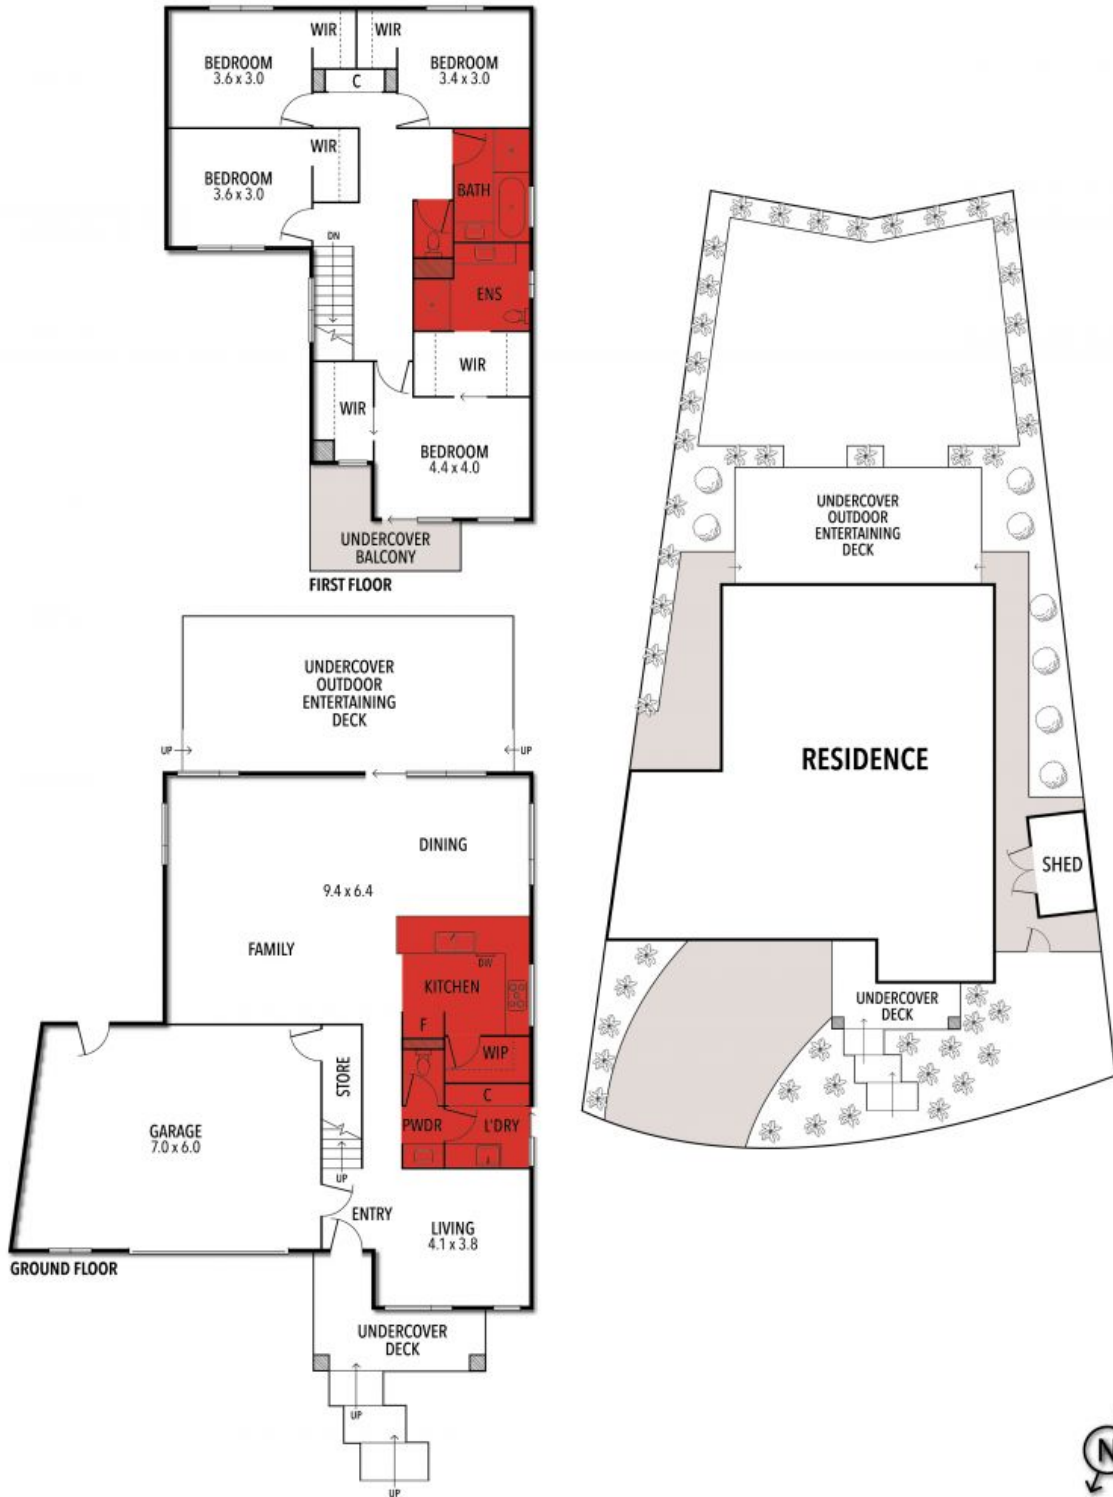 WIR
WIR
BEDROOM
3.6 x 3.0
BEDROOM
3.4 x 3.0
C
WIR
BEDROOM
3.6 x 3.0
BATH
DN
ENS
WIR
WIR
BEDROOM
4.4 x 4.0
UNDERCOVER
BALCONY
FIRST FLOOR
UNDERCOVER
OUTDOOR
ENTERTAINING
DECK
UP
UP
DINING
9.4 x 6.4
FAMILY
DW
KITCHEN
F
WIP
STORE
C
PWDR
L'DRY
GARAGE
7.0 x 6.0
UP
ENTRY
LIVING
4.1 x 3.8
GROUND FLOOR
UNDERCOVER
DECK
UP
UP
UNDERCOVER
OUTDOOR
ENTERTAINING
DECK
RESIDENCE
SHED
UNDERCOVER
DECK
N